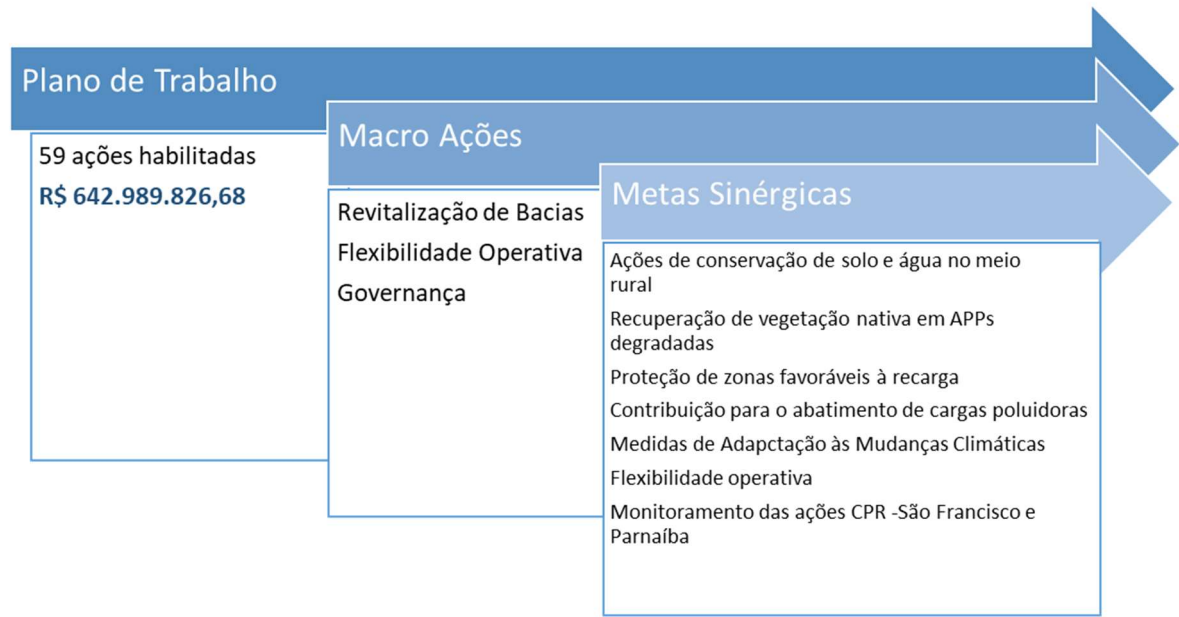 Plano de Trabalho
59 ações habilitadas
R$ 642.989.826,68
Macro Ações
Revitalização de Bacias
Flexibilidade Operativa
Governança
Metas Sinérgicas
Ações de conservação de solo e água no meio
rural
Recuperação de vegetação nativa em APPs
degradadas
Proteção de zonas favoráveis à recarga
Contribuição para o abatimento de cargas poluidoras
Medidas de Adapctação às Mudanças Climáticas
Flexibilidade operativa
Monitoramento das ações CPR -São Francisco e
Parnaíba